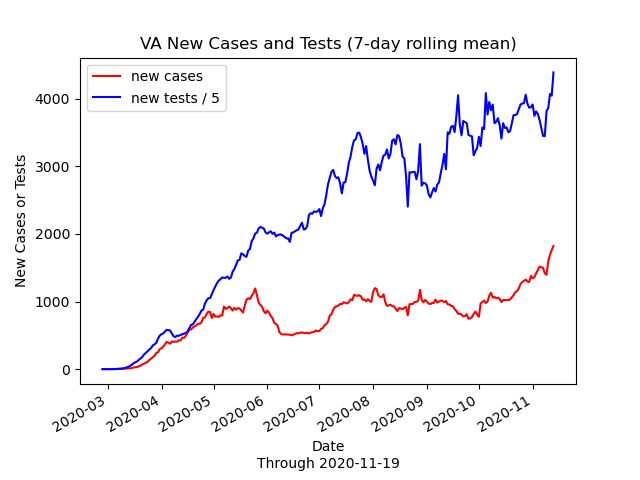 VA New Cases and Tests (7-day rolling mean)
new cases
new tests / 5
New Cases or Tests
4000
3000
2000
1000
0
2020-03
2020-04
2020-05
2020-06
2020-07
2020-08
2020-09
2020-10
2020-11
Date
Through 2020-11-19